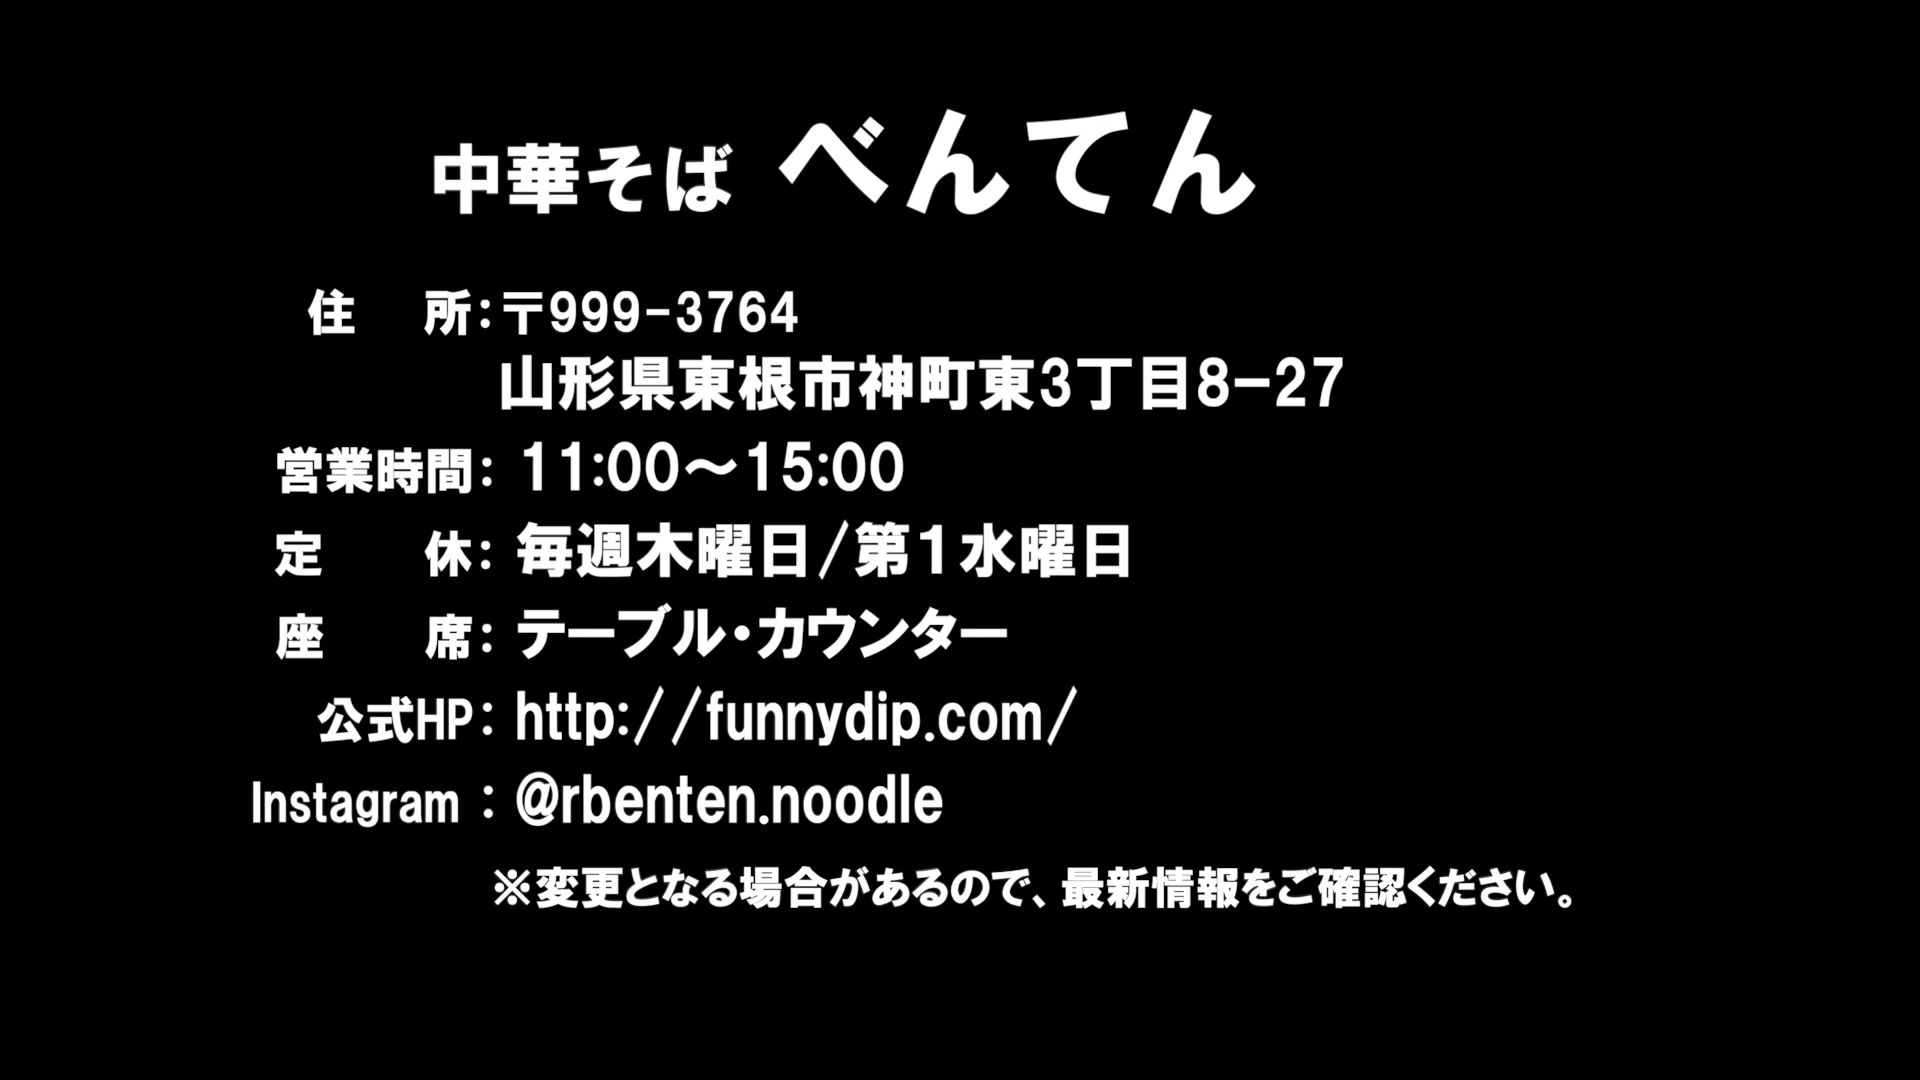 中華そば べんてん
住 所：〒999-3764
山形県東根市神町東3丁目8-27
営業時間：11:00～15:00
定 休：毎週木曜日/第1水曜日
座 席：テーブル・カウンター
公式HP：http://funnydip.com/
Instagram：@rbenten.noodle
※変更となる場合があるので、最新情報をご確認ください。